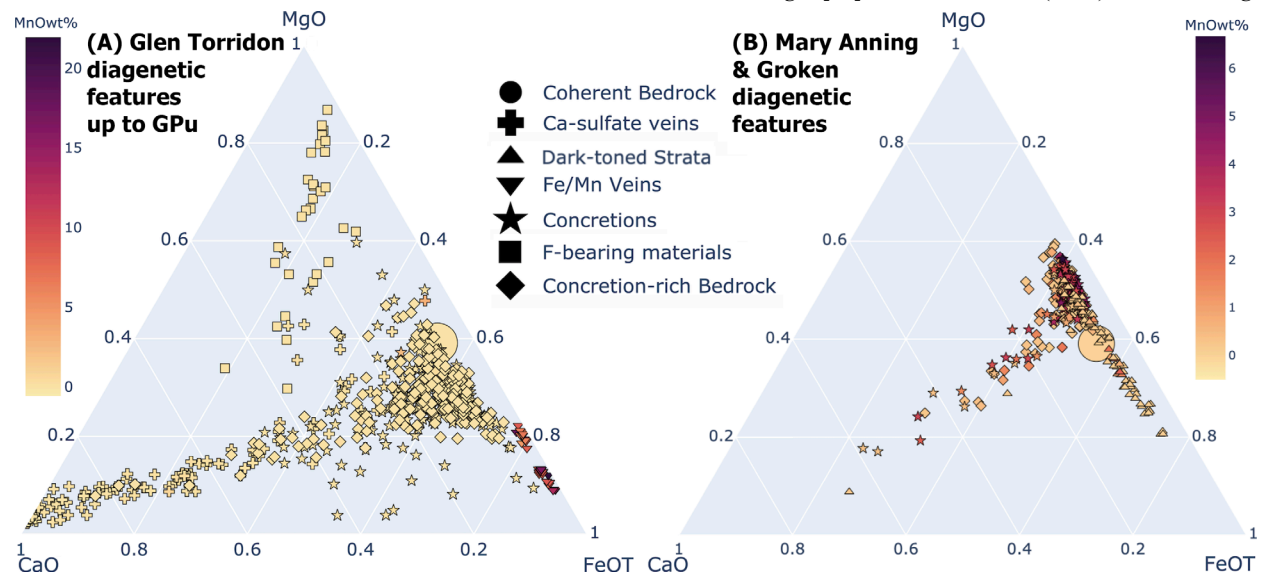 MnOwt%
20
15
10
5
0
(A) Glen Torridon
diagenetic
features
up to GPu
MgO
1
0.8
0.2
0.6
0.4
0.4
0.6
0.2
0.8
1
0.8
0.6
0.4
0.2
1
CaO
FeOT
Coherent Bedrock
Ca-sulfate veins
Dark-toned Strata
Fe/Mn Veins
Concretions
F-bearing materials
Concretion-rich Bedrock
(B) Mary Anning
& Groken
diagenetic
features
MgO
1
0.8
0.2
0.6
0.4
0.4
0.6
0.2
0.8
1
0.8
0.6
0.4
0.2
1
CaO
FeOT
MnOwt%
6
5
4
3
2
1
0